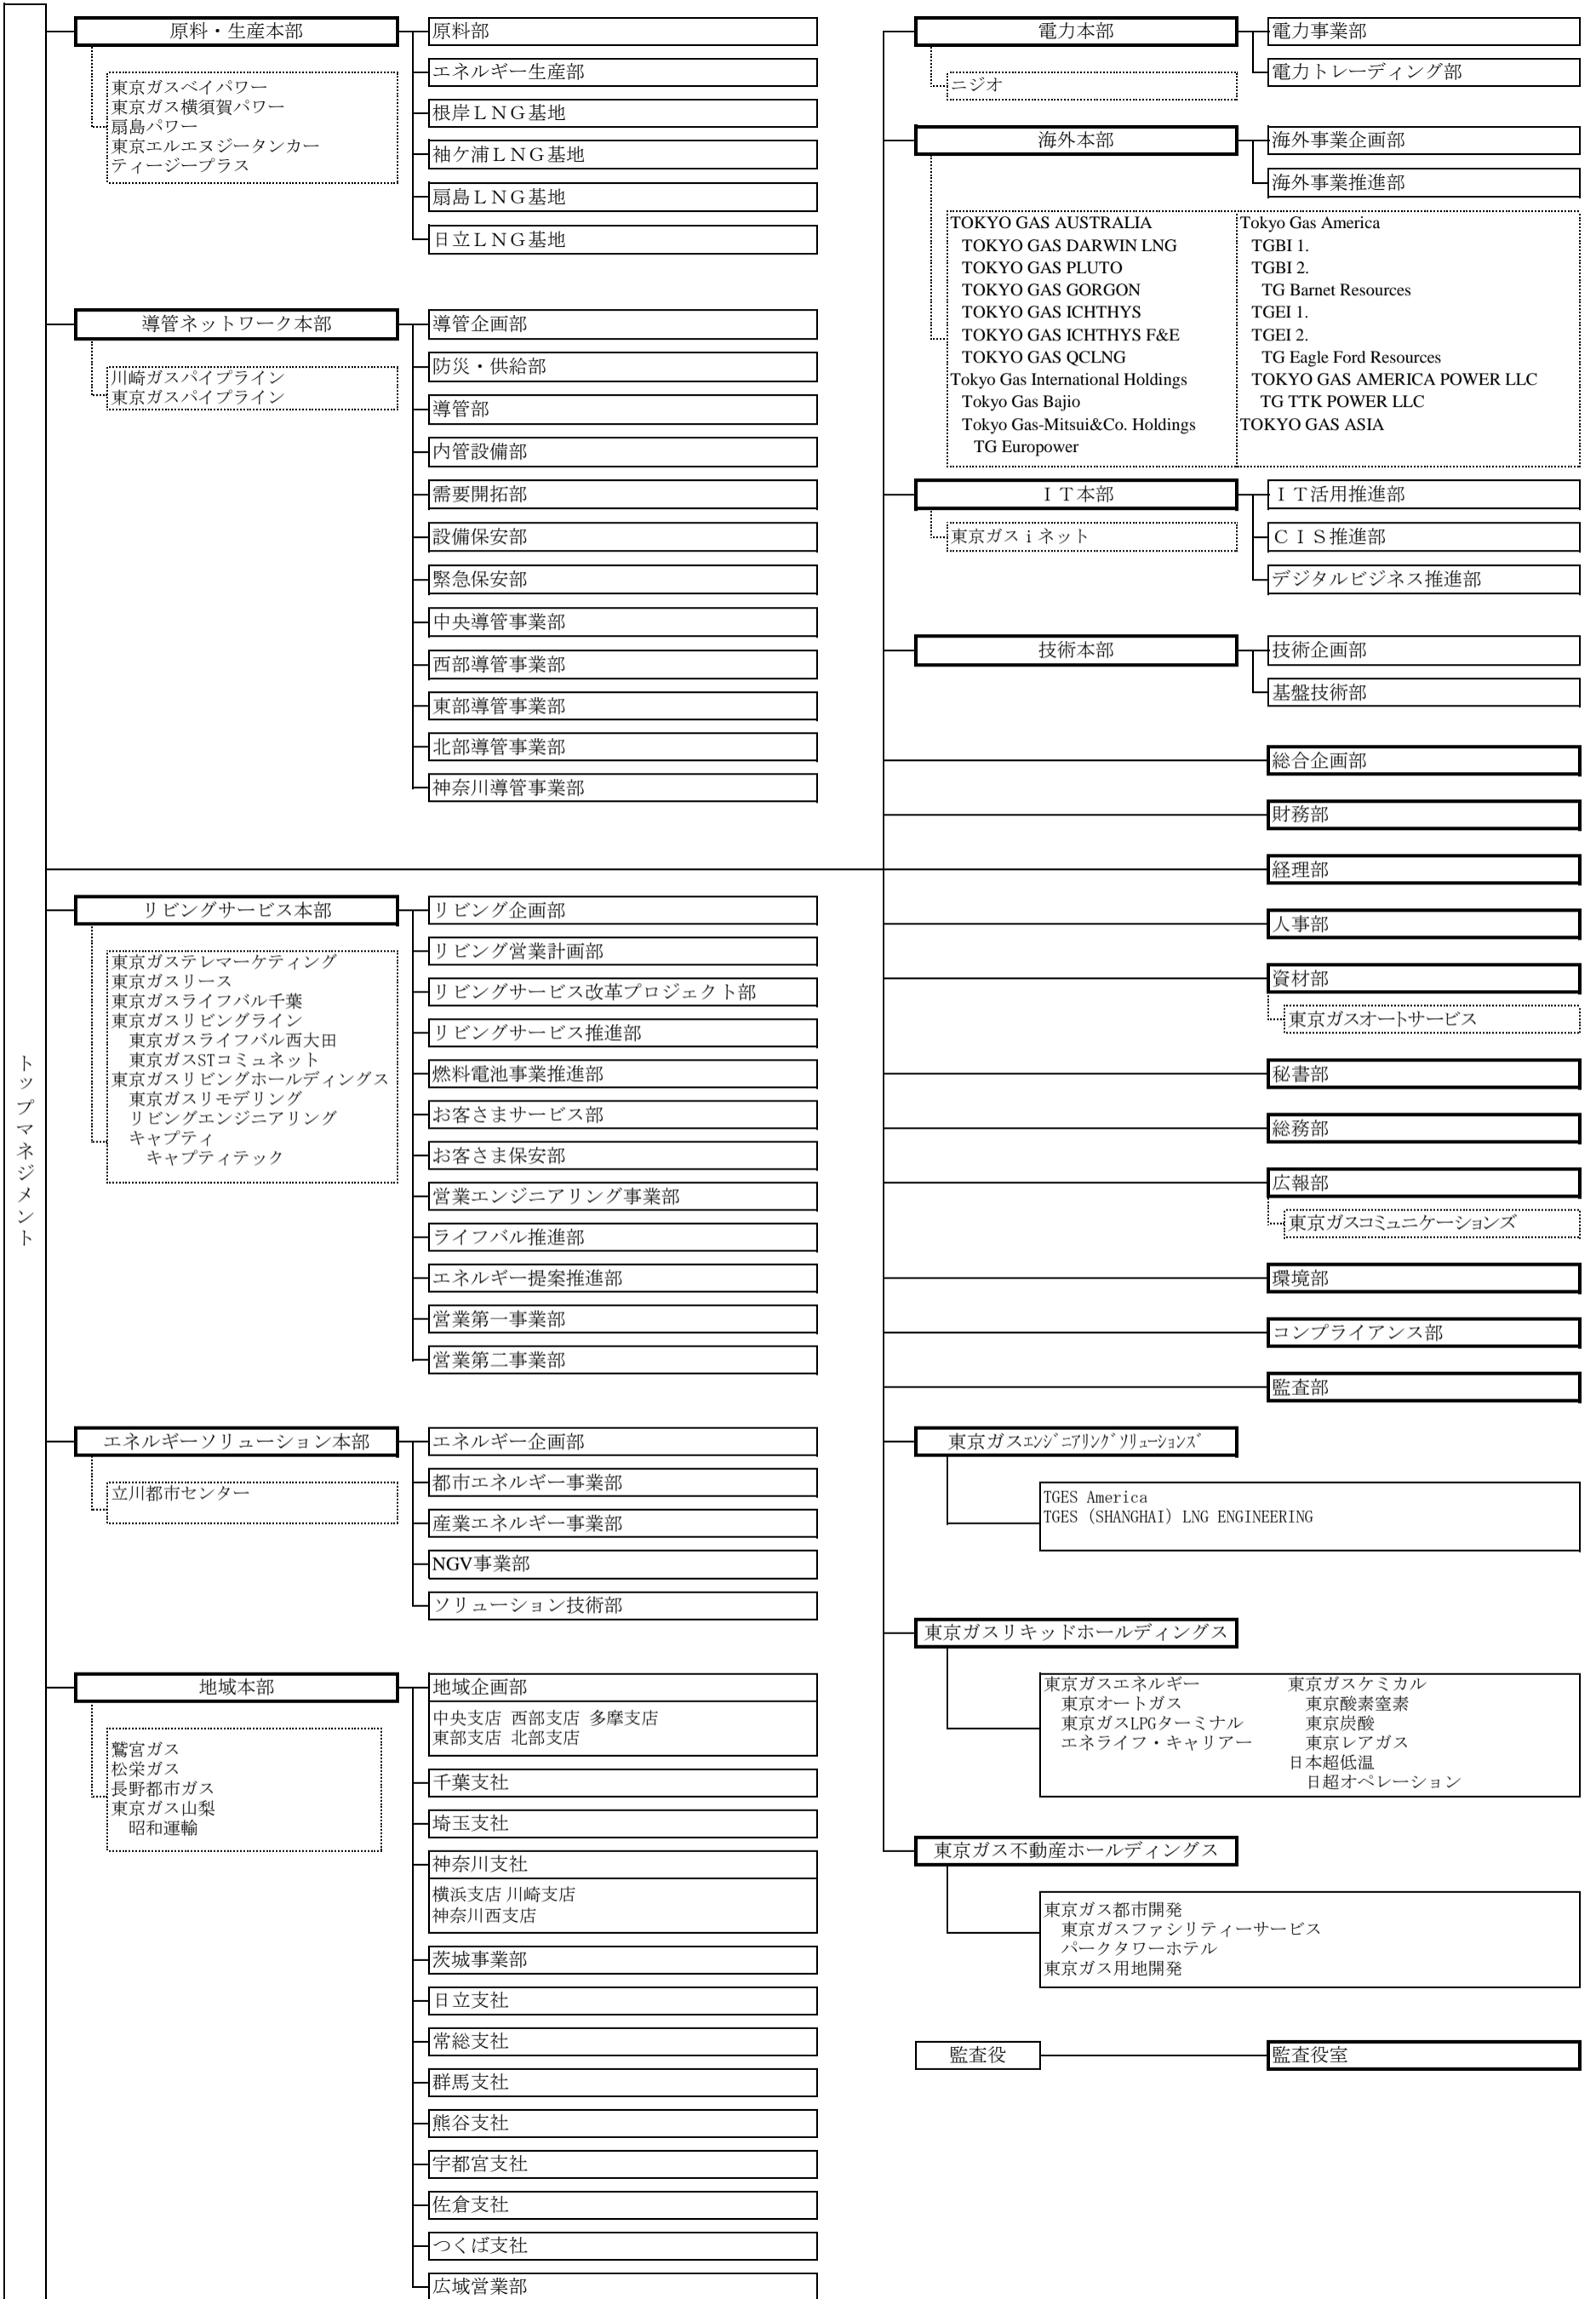 トップマネジメント
原料・生産本部
東京ガスベイパワー
東京ガス横須賀パワー
扇島パワー
東京エルエヌジータンカー
ティージープラス
原料部
エネルギー生産部
根岸ＬＮＧ基地
袖ケ浦ＬＮＧ基地
扇島ＬＮＧ基地
日立ＬＮＧ基地
導管ネットワーク本部
川崎ガスパイプライン
東京ガスパイプライン
導管企画部
防災・供給部
導管部
内管設備部
需要開拓部
設備保安部
緊急保安部
中央導管事業部
西部導管事業部
東部導管事業部
北部導管事業部
神奈川導管事業部
リビングサービス本部
東京ガステレマーケティング
東京ガスリース
東京ガスライフバル千葉
東京ガスリビングライン
東京ガスライフバル西大田
東京ガスSTコミュネット
東京ガスリビングホールディングス
東京ガスリモデリング
リビングエンジニアリング
キャプティ
キャプティテック
リビング企画部
リビング営業計画部
リビングサービス改革プロジェクト部
リビングサービス推進部
燃料電池事業推進部
お客さまサービス部
お客さま保安部
営業エンジニアリング事業部
ライフバル推進部
エネルギー提案推進部
営業第一事業部
営業第二事業部
エネルギーソリューション本部
立川都市センター
エネルギー企画部
都市エネルギー事業部
産業エネルギー事業部
NGV事業部
ソリューション技術部
地域本部
鷲宮ガス
松栄ガス
長野都市ガス
東京ガス山梨
昭和運輸
地域企画部
中央支店 西部支店 多摩支店
東部支店 北部支店
千葉支社
埼玉支社
神奈川支社
横浜支店 川崎支店
神奈川西支店
茨城事業部
日立支社
常総支社
群馬支社
熊谷支社
宇都宮支社
佐倉支社
つくば支社
広域営業部
電力本部
ニジオ
電力事業部
電力トレーディング部
海外本部
海外事業企画部
海外事業推進部
TOKYO GAS AUSTRALIA
TOKYO GAS DARWIN LNG
TOKYO GAS PLUTO
TOKYO GAS GORGON
TOKYO GAS ICHTHYS
TOKYO GAS ICHTHYS F&E
TOKYO GAS QCLNG
Tokyo Gas International Holdings
Tokyo Gas Bajio
Tokyo Gas-Mitsui&Co. Holdings
TG Europower
Tokyo Gas America
TGBI 1.
TGBI 2.
TG Barnet Resources
TGEI 1.
TGEI 2.
TG Eagle Ford Resources
TOKYO GAS AMERICA POWER LLC
TG TTK POWER LLC
TOKYO GAS ASIA
ＩＴ本部
東京ガスｉネット
ＩＴ活用推進部
ＣＩＳ推進部
デジタルビジネス推進部
技術本部
技術企画部
基盤技術部
総合企画部
財務部
経理部
人事部
資材部
東京ガスオートサービス
秘書部
総務部
広報部
東京ガスコミュニケーションズ
環境部
コンプライアンス部
監査部
東京ガスｴﾝｼﾞﾆｱﾘﾝｸﾞｿﾘｭｰｼｮﾝｽﾞ
TGES America
TGES (SHANGHAI) LNG ENGINEERING
東京ガスリキッドホールディングス
東京ガスエネルギー
東京オートガス
東京ガスLPGターミナル
エネライフ・キャリアー
東京ガスケミカル
東京酸素窒素
東京炭酸
東京レアガス
日本超低温
日超オペレーション
東京ガス不動産ホールディングス
東京ガス都市開発
東京ガスファシリティーサービス
パークタワーホテル
東京ガス用地開発
監査役
監査役室